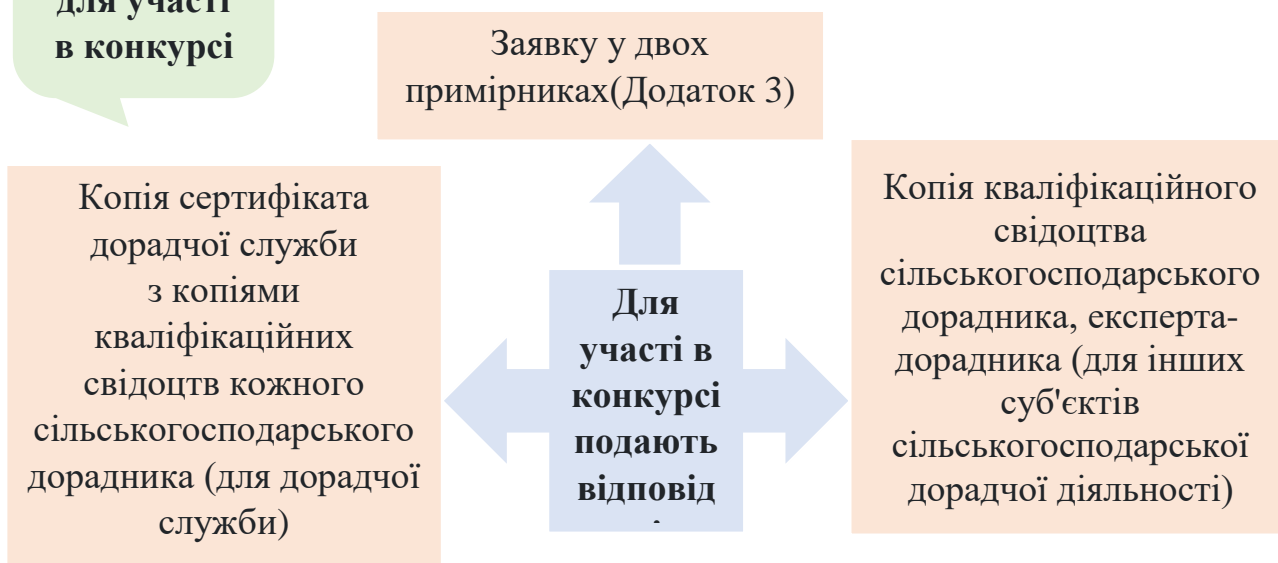 для участі
в конкурсі
Заявку у двох
примірниках(Додаток 3)
Копія сертифіката
дорадчої служби
з копіями
кваліфікаційних
свідоцтв кожного
сільськогосподарського
дорадника (для дорадчої
служби)
Для
участі в
конкурсі
подають
відповід
Копія кваліфікаційного
свідоцтва
сільськогосподарського
дорадника, експерта-
дорадника (для інших
суб'єктів
сільськогосподарської
дорадчої діяльності)